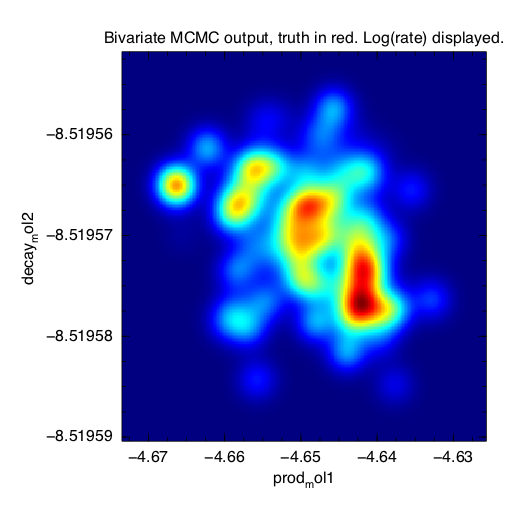 Bivariate MCMC output, truth in red. Log(rate) displayed.
−8.51956
−8.51957
−8.51958
−8.51959
decay_mol2
−4.67 −4.66 −4.65 −4.64 −4.63
prod_mol1